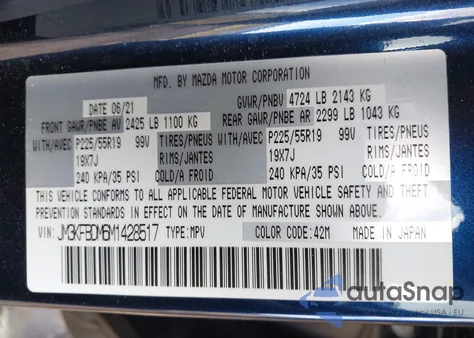 MFD. BY MAZDA MOTOR CORPORATION
DATE 06/21 GVWR/PNBV 4724 LB 2143 KG
FRONT GAWR/PNBE AV 2425 LB 1100 KG REAR GAWR/PNBE AR 2299 LB 1043 KG
WITH/AVEC P225/55R19 99V TIRES/PNEUS WITH/AVEC P225/55R19 99V TIRES/PNEUS
19X7J RIMS/JANTES 19X7J RIMS/JANTES
240 KPA/35 PSI COLD/A FROID 240 KPA/35 PSI COLD/A FROID
THIS VEHICLE CONFORMS TO ALL APPLICABLE FEDERAL MOTOR VEHICLE SAFETY AND THEFT
PREVENTION STANDARDS IN EFFECT ON THE DATE OF MANUFACTURE SHOWN ABOVE.
VIN: JM3KFBDM6M1428517 TYPE:MPV COLOR CODE:42M MADE IN JAPAN
autoSnap
USA | EU